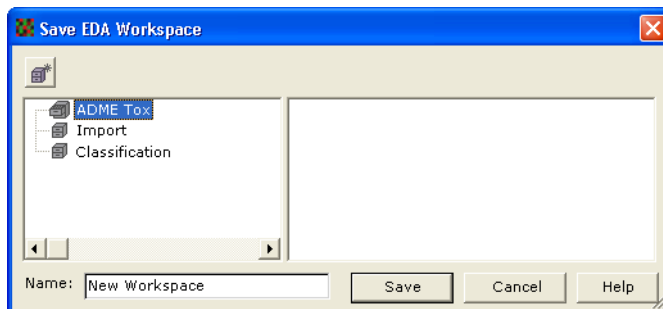 Save EDA Workspace
ADME Tox
Import
Classification
Name: New Workspace Save Cancel Help